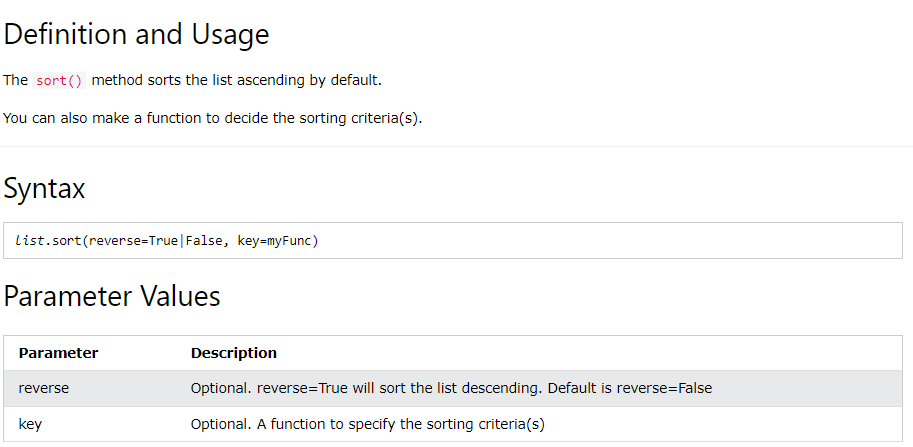 Definition and Usage
The sort() method sorts the list ascending by default.
You can also make a function to decide the sorting criteria(s).
Syntax
list.sort(reverse=True|False, key=myFunc)
Parameter Values
Parameter Description
reverse Optional. reverse=True will sort the list descending. Default is reverse=False
key Optional. A function to specify the sorting criteria(s)